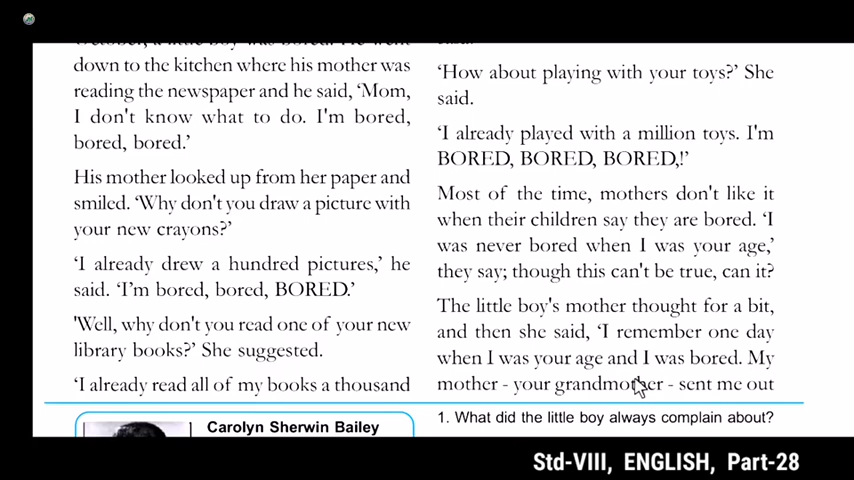 October, a little boy was bored. He went
down to the kitchen where his mother was
reading the newspaper and he said, ‘Mom,
I don't know what to do. I'm bored,
bored, bored.’
His mother looked up from her paper and
smiled. ‘Why don't you draw a picture with
your new crayons?’
‘I already drew a hundred pictures,’ he
said. ‘I’m bored, bored, BORED.’
'Well, why don't you read one of your new
library books?’ She suggested.
‘I already read all of my books a thousand
Carolyn Sherwin Bailey
‘How about playing with your toys?’ She
said.
‘I already played with a million toys. I'm
BORED, BORED, BORED,!’
Most of the time, mothers don't like it
when their children say they are bored. ‘I
was never bored when I was your age,’
they say; though this can't be true, can it?
The little boy's mother thought for a bit,
and then she said, ‘I remember one day
when I was your age and I was bored. My
mother - your grandmother - sent me out
1. What did the little boy always complain about?
Std-VIII, ENGLISH, Part-28